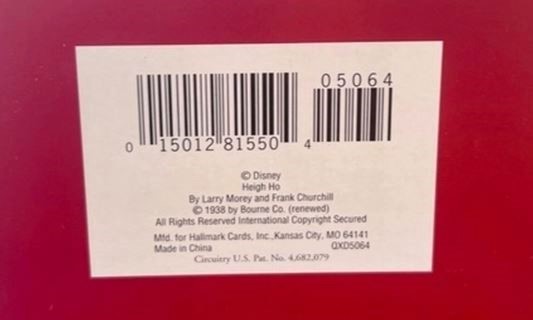 05064
0 15012 81550 4
© Disney
Heigh Ho
By Larry Morey and Frank Churchill
© 1938 by Bourne Co. (renewed)
All Rights Reserved International Copyright Secured
Mfd. for Hallmark Cards, Inc., Kansas City, MO 64141
Made in China QXD5064
Circuitry U.S. Pat. No. 4,682,079